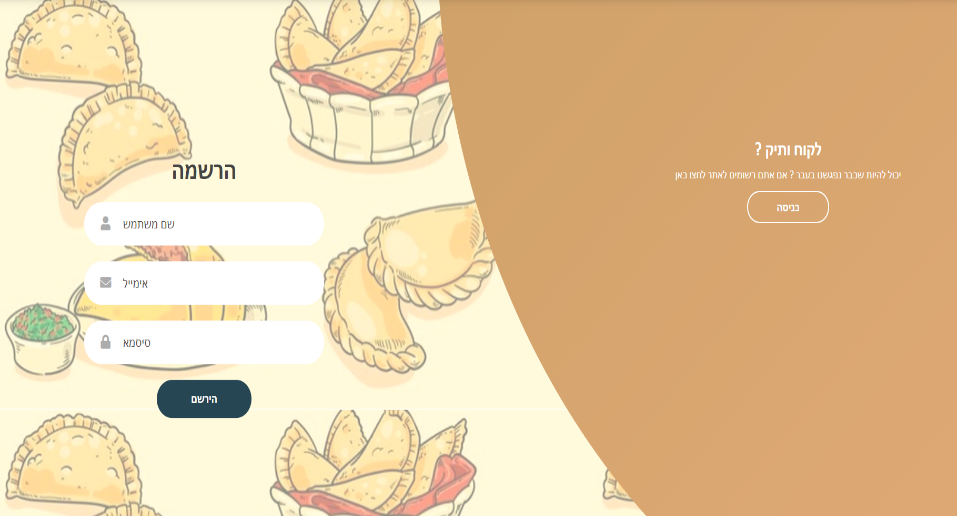 הרשמה
שם משתמש
אימייל
סיסמא
הירשם
לקוח ותיק ?
יכול להיות שכבר נפגשנו בעבר ? אם אתם רשומים לאתר לחצו כאן
כניסה